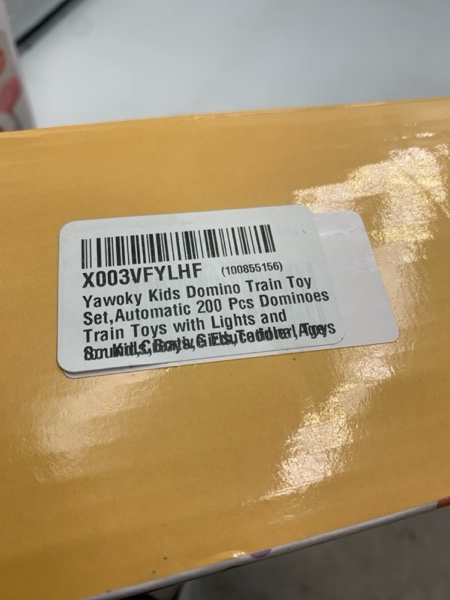 X003VFYLHF (100855156)
Yawoky Kids Domino Train Toy
Set,Automatic 200 Pcs Dominoes
Train Toys with Lights and